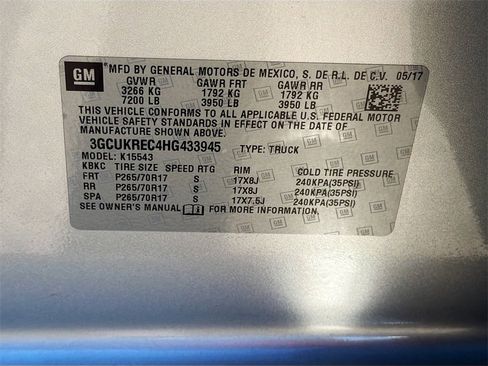 GM MFD BY GENERAL MOTORS DE MEXICO, S. DE R.L. DE C.V. 05/17
GVWR GAWR FRT GAWR RR
3266 KG 1792 KG 1792 KG
7200 LB 3950 LB 3950 LB
THIS VEHICLE CONFORMS TO ALL APPLICABLE U.S. FEDERAL MOTOR
VEHICLE SAFETY STANDARDS IN EFFECT ON THE DATE OF
MANUFACTURE SHOWN ABOVE.
3GCUKREC4HG433945 TYPE: TRUCK
MODEL: K15543
KBKC TIRE SIZE SPEED RTG RIM COLD TIRE PRESSURE
FRT P265/70R17 S 17X8J 240KPA(35PSI)
RR P265/70R17 S 17X8J 240KPA(35PSI)
SPA P265/70R17 S 17X7.5J 240KPA(35PSI)
SEE OWNER'S MANUAL FOR ADDITIONAL INFORMATION.